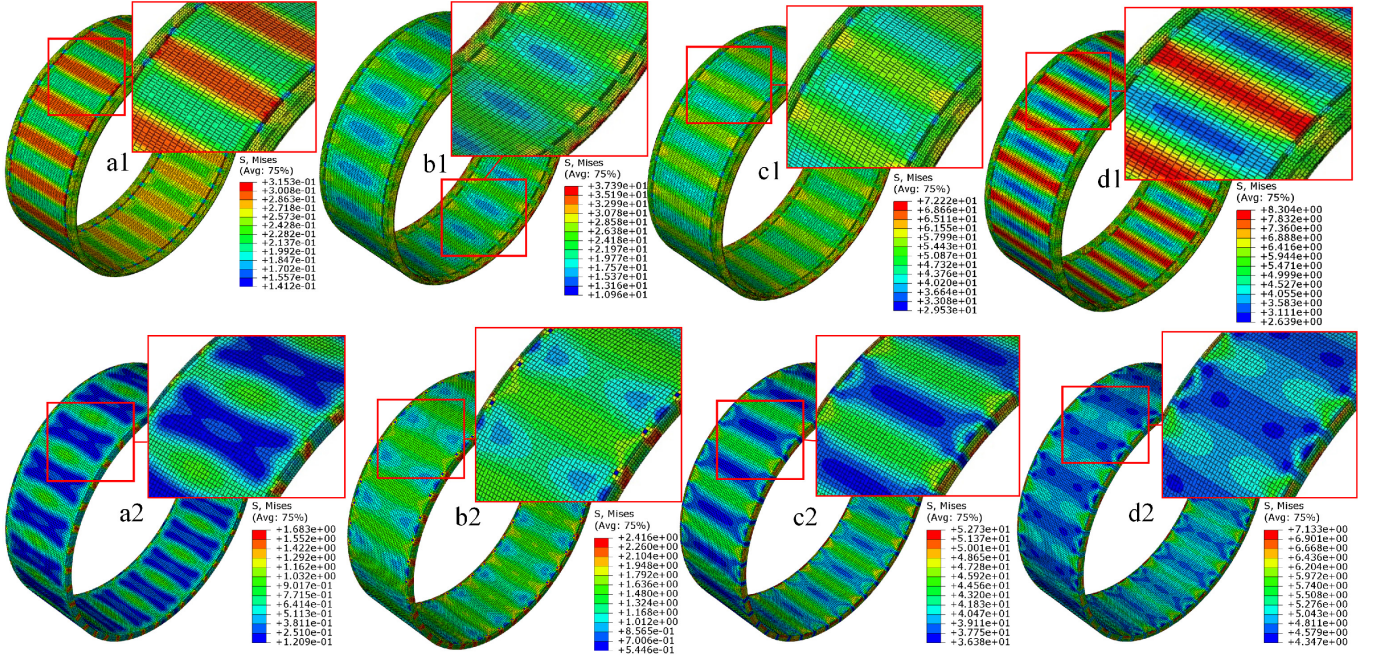 a1
S, Mises
(Avg: 75%)
+3.153e-01
+3.008e-01
+2.863e-01
+2.718e-01
+2.573e-01
+2.428e-01
+2.282e-01
+2.137e-01
+1.992e-01
+1.847e-01
+1.702e-01
+1.557e-01
+1.412e-01
b1
S, Mises
(Avg: 75%)
+3.739e+01
+3.519e+01
+3.299e+01
+3.078e+01
+2.858e+01
+2.638e+01
+2.418e+01
+2.197e+01
+1.977e+01
+1.757e+01
+1.537e+01
+1.316e+01
+1.096e+01
c1
S, Mises
(Avg: 75%)
+7.222e+01
+6.866e+01
+6.511e+01
+6.155e+01
+5.799e+01
+5.443e+01
+5.087e+01
+4.732e+01
+4.376e+01
+4.020e+01
+3.664e+01
+3.308e+01
+2.953e+01
d1
S, Mises
(Avg: 75%)
+8.304e+00
+7.832e+00
+7.360e+00
+6.888e+00
+6.416e+00
+5.944e+00
+5.471e+00
+4.999e+00
+4.527e+00
+4.055e+00
+3.583e+00
+3.111e+00
+2.639e+00
a2
S, Mises
(Avg: 75%)
+1.683e+00
+1.552e+00
+1.422e+00
+1.292e+00
+1.162e+00
+1.032e+00
+9.017e-01
+7.715e-01
+6.414e-01
+5.113e-01
+3.811e-01
+2.510e-01
+1.209e-01
b2
S, Mises
(Avg: 75%)
+2.416e+00
+2.260e+00
+2.104e+00
+1.948e+00
+1.792e+00
+1.636e+00
+1.480e+00
+1.324e+00
+1.168e+00
+1.012e+00
+8.565e-01
+7.006e-01
+5.446e-01
c2
S, Mises
(Avg: 75%)
+5.273e+01
+5.137e+01
+5.001e+01
+4.865e+01
+4.728e+01
+4.592e+01
+4.456e+01
+4.320e+01
+4.183e+01
+4.047e+01
+3.911e+01
+3.775e+01
+3.638e+01
d2
S, Mises
(Avg: 75%)
+7.133e+00
+6.901e+00
+6.668e+00
+6.436e+00
+6.204e+00
+5.972e+00
+5.740e+00
+5.508e+00
+5.276e+00
+5.043e+00
+4.811e+00
+4.579e+00
+4.347e+00